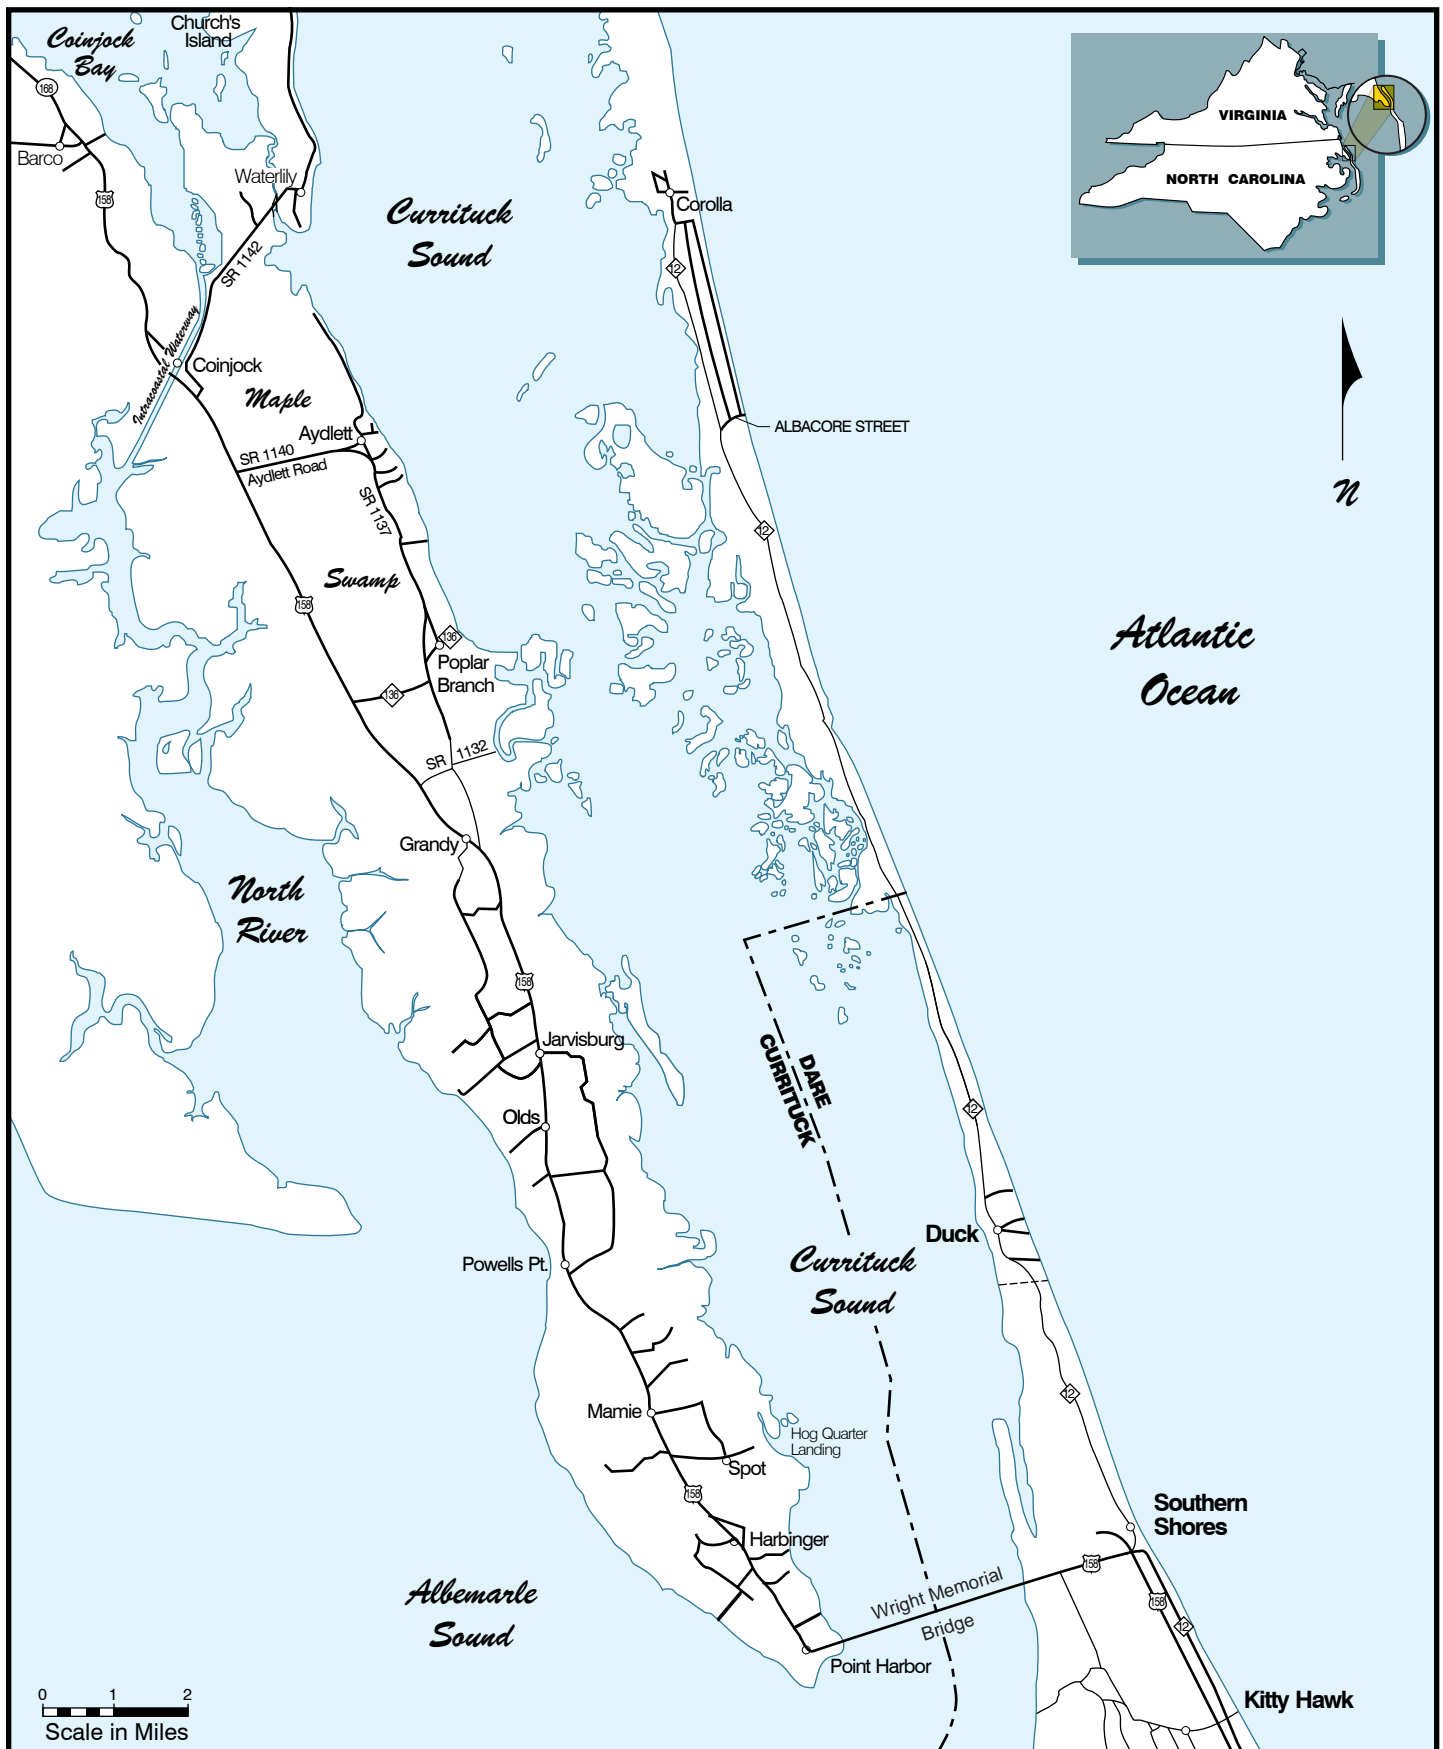 Coinjock
Bay
Church's
Island
168
Barco
158
Waterlily
SR 1142
Currituck
Sound
Corolla
12
VIRGINIA
NORTH CAROLINA
Intracoastal Waterway
Coinjock
Maple
Aydlett
SR 1140
Aydlett Road
SR 1137
ALBACORE STREET
N
12
Swamp
158
136
Poplar
Branch
136
Atlantic
Ocean
SR 1132
Grandy
North
River
158
Jarvisburg
DARE
CURRITUCK
12
Olds
Duck
Powells Pt.
Currituck
Sound
12
Mamie
Hog Quarter
Landing
Spot
158
Southern
Shores
Harbinger
158
Wright Memorial
Bridge
158
12
Albemarle
Sound
Point Harbor
Kitty Hawk
0 1 2
Scale in Miles